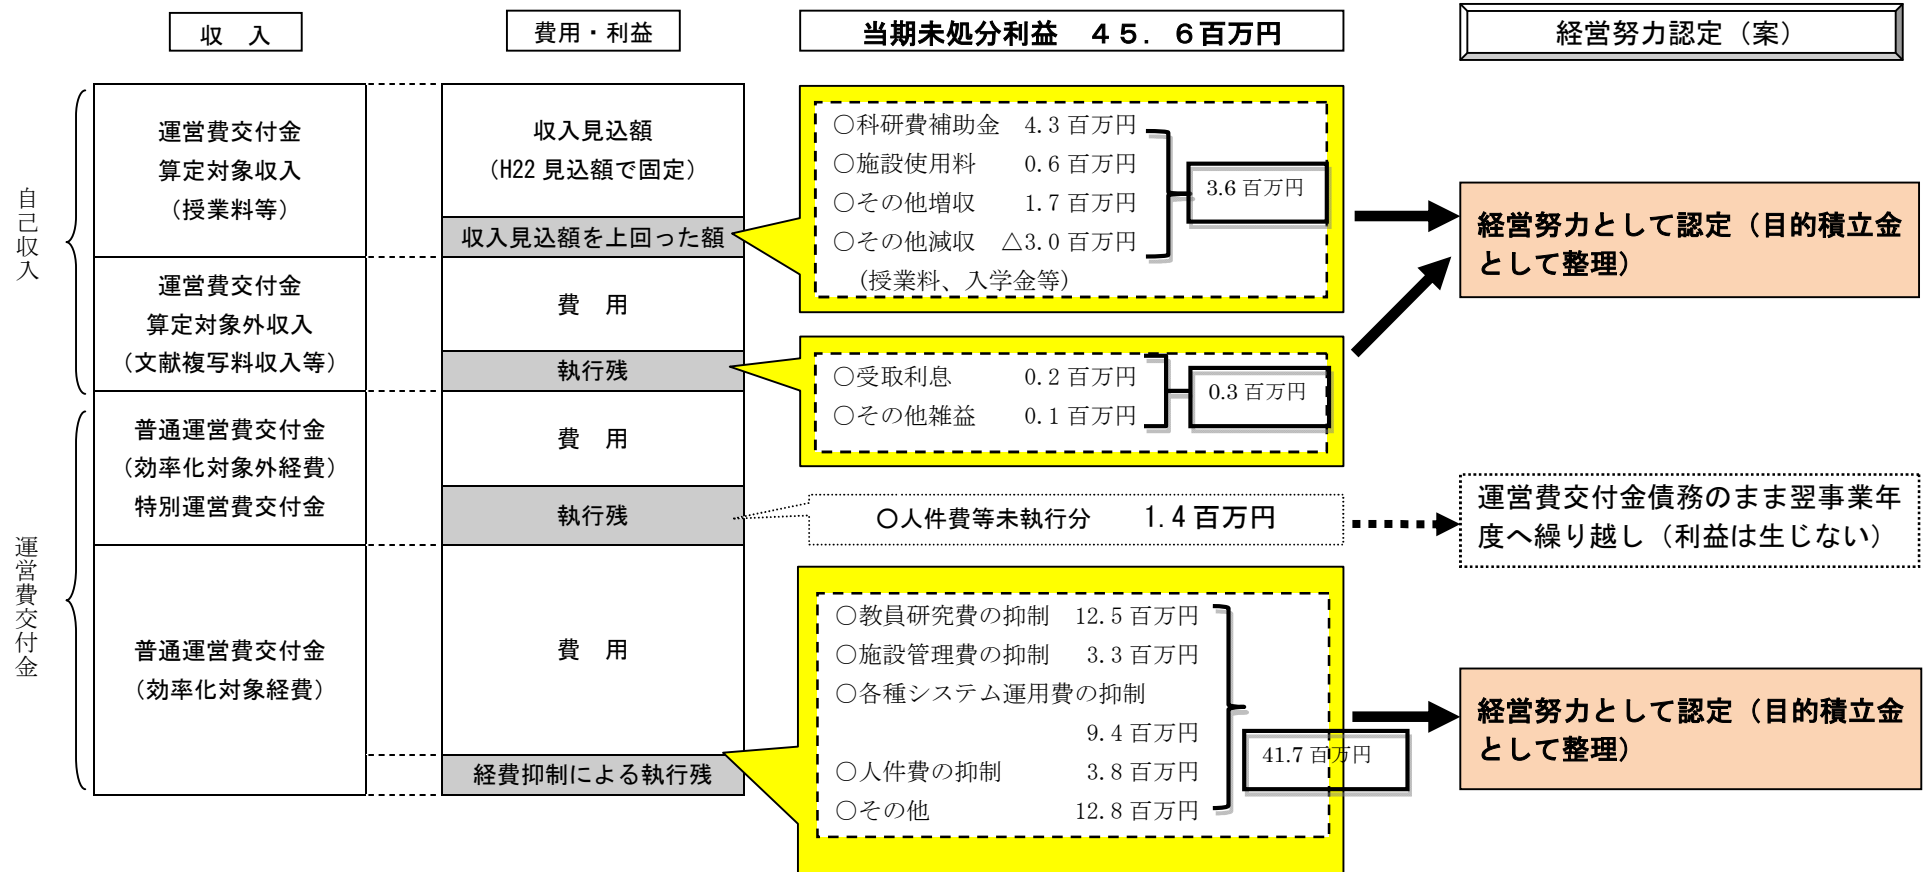 収　入
費用・利益
当期未処分利益　４５．６百万円
経営努力認定（案）
自己収入
運営費交付金
算定対象収入
（授業料等）
運営費交付金
算定対象外収入
（文献複写料収入等）
運営費交付金
普通運営費交付金
（効率化対象外経費）
特別運営費交付金
普通運営費交付金
（効率化対象経費）
収入見込額
（H22 見込額で固定）
収入見込額を上回った額
費　用
執行残
費　用
執行残
費　用
経費抑制による執行残
○科研費補助金　4.3 百万円
○施設使用料　0.6 百万円
○その他増収　1.7 百万円
○その他減収　△3.0 百万円
（授業料、入学金等）
3.6 百万円
○受取利息　0.2 百万円
○その他雑益　0.1 百万円
0.3 百万円
○人件費等未執行分　1.4 百万円
○教員研究費の抑制　12.5 百万円
○施設管理費の抑制　3.3 百万円
○各種システム運用費の抑制
9.4 百万円
○人件費の抑制　3.8 百万円
○その他　12.8 百万円
41.7 百万円
経営努力として認定（目的積立金
として整理）
運営費交付金債務のまま翌事業年
度へ繰り越し（利益は生じない）
経営努力として認定（目的積立金
として整理）